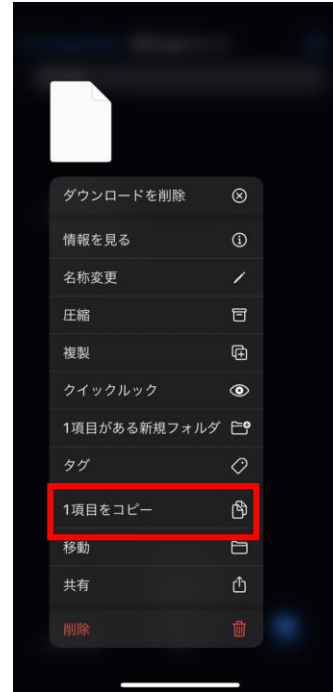 ダウンロードを削除
情報を見る
名称変更
圧縮
複製
クイックルック
1項目がある新規フォルダ
タグ
1項目をコピー
移動
共有
削除